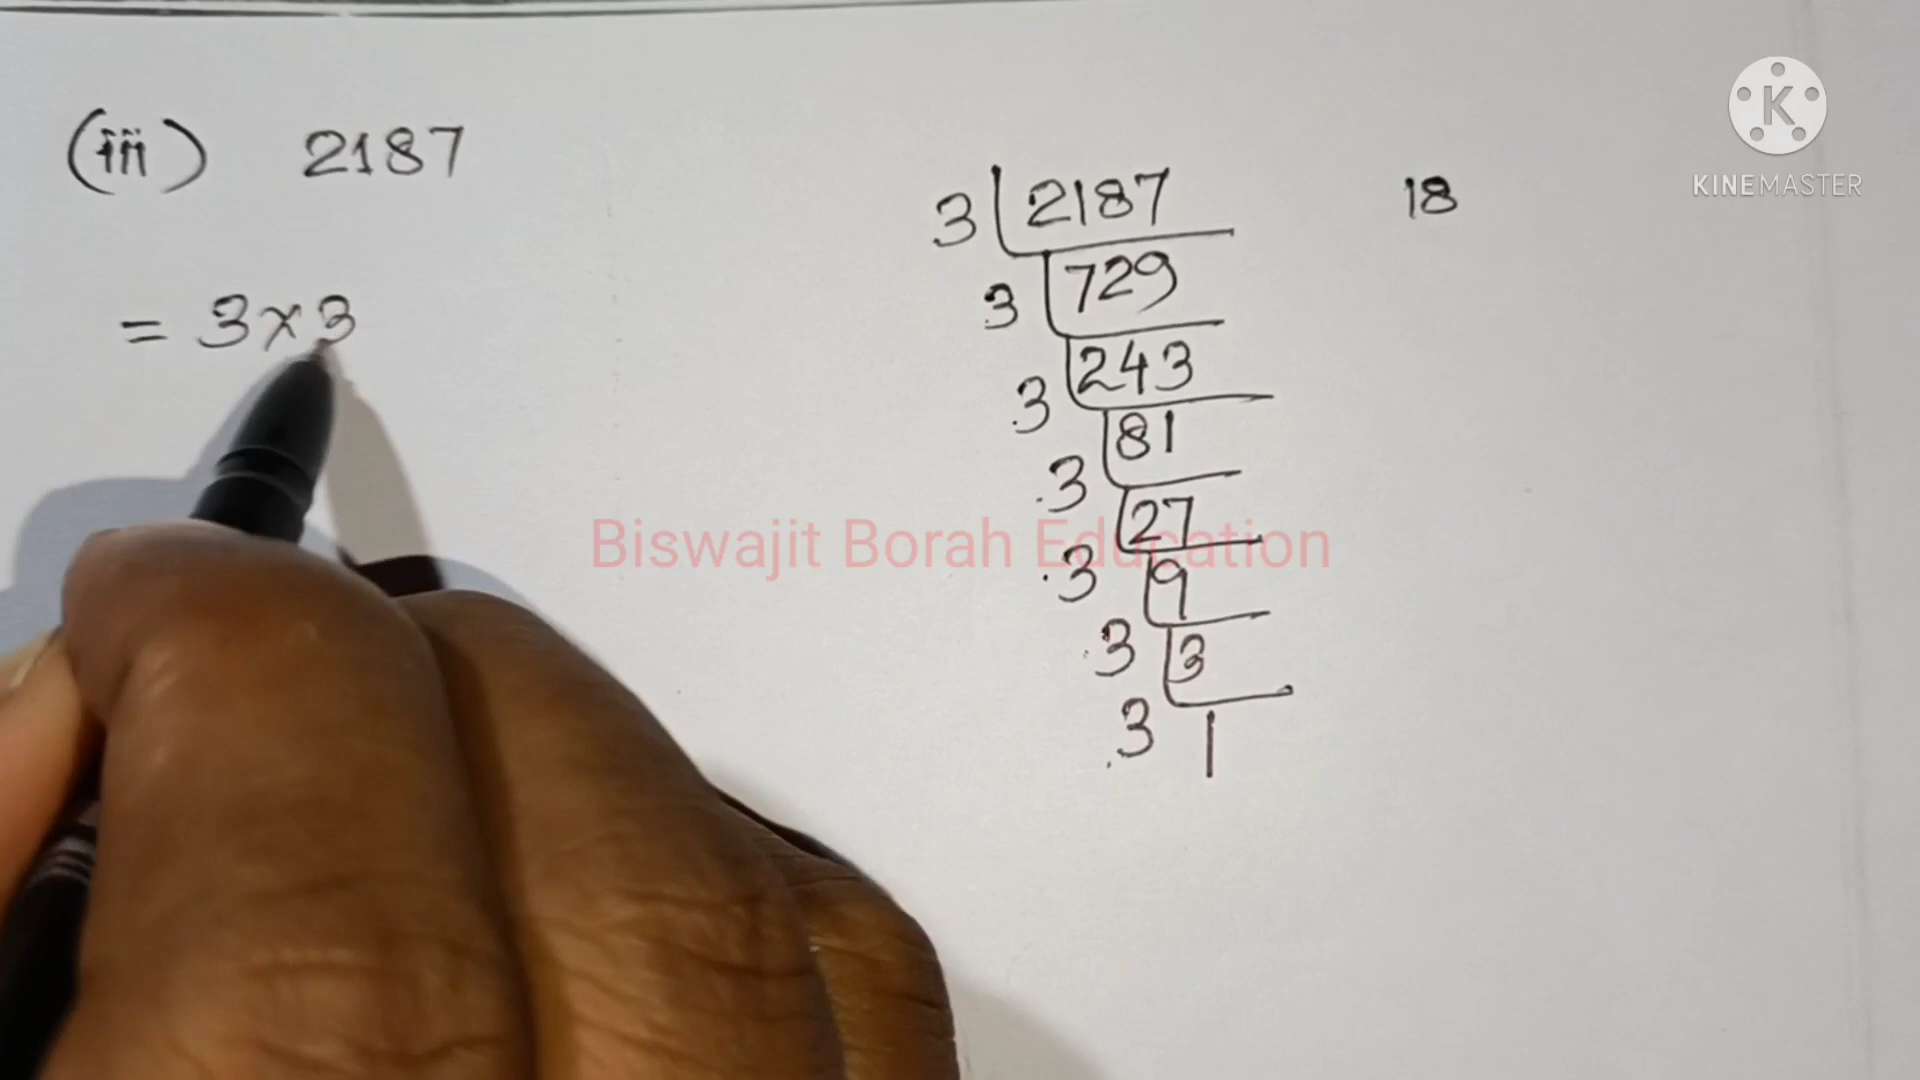 (iii) 2187
= 3×3
3 2187
3 729
3 243
3 81
3 27
3 9
3 3
1
18
K
KINEMASTER
Biswajit Borah Education